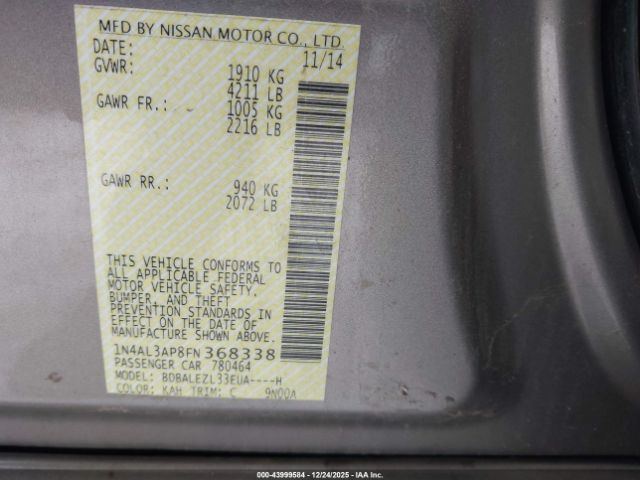 MFD BY NISSAN MOTOR CO., LTD.
DATE: 11/14
GVWR: 1910 KG
4211 LB
GAWR FR.: 1005 KG
2216 LB
GAWR RR.: 940 KG
2072 LB
THIS VEHICLE CONFORMS TO
ALL APPLICABLE FEDERAL
MOTOR VEHICLE SAFETY,
BUMPER, AND THEFT
PREVENTION STANDARDS IN
EFFECT ON THE DATE OF
MANUFACTURE SHOWN ABOVE.
1N4AL3AP8FN368338
PASSENGER CAR 780464
MODEL: BDBALEZL33EUA----H
COLOR: KAH TRIM: C 9N00A
000-43999584 | 12/24/2025 - IAA, Inc.